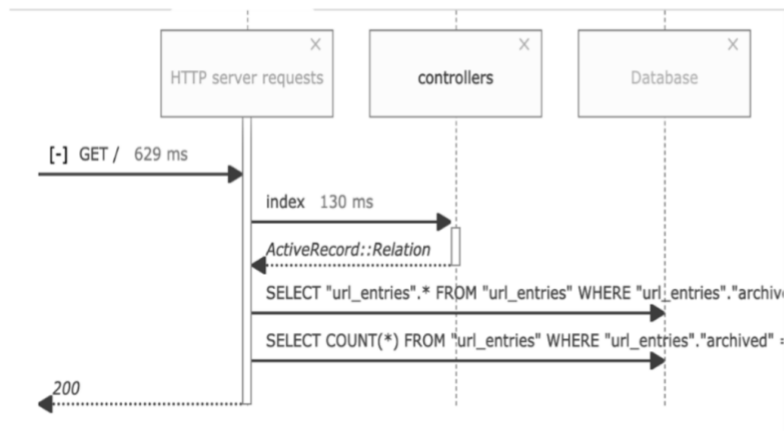 HTTP server requests
controllers
Database
[-] GET / 629 ms
index 130 ms
ActiveRecord::Relation
SELECT "url_entries".* FROM "url_entries" WHERE "url_entries"."archiv
SELECT COUNT(*) FROM "url_entries" WHERE "url_entries"."archived" =
200